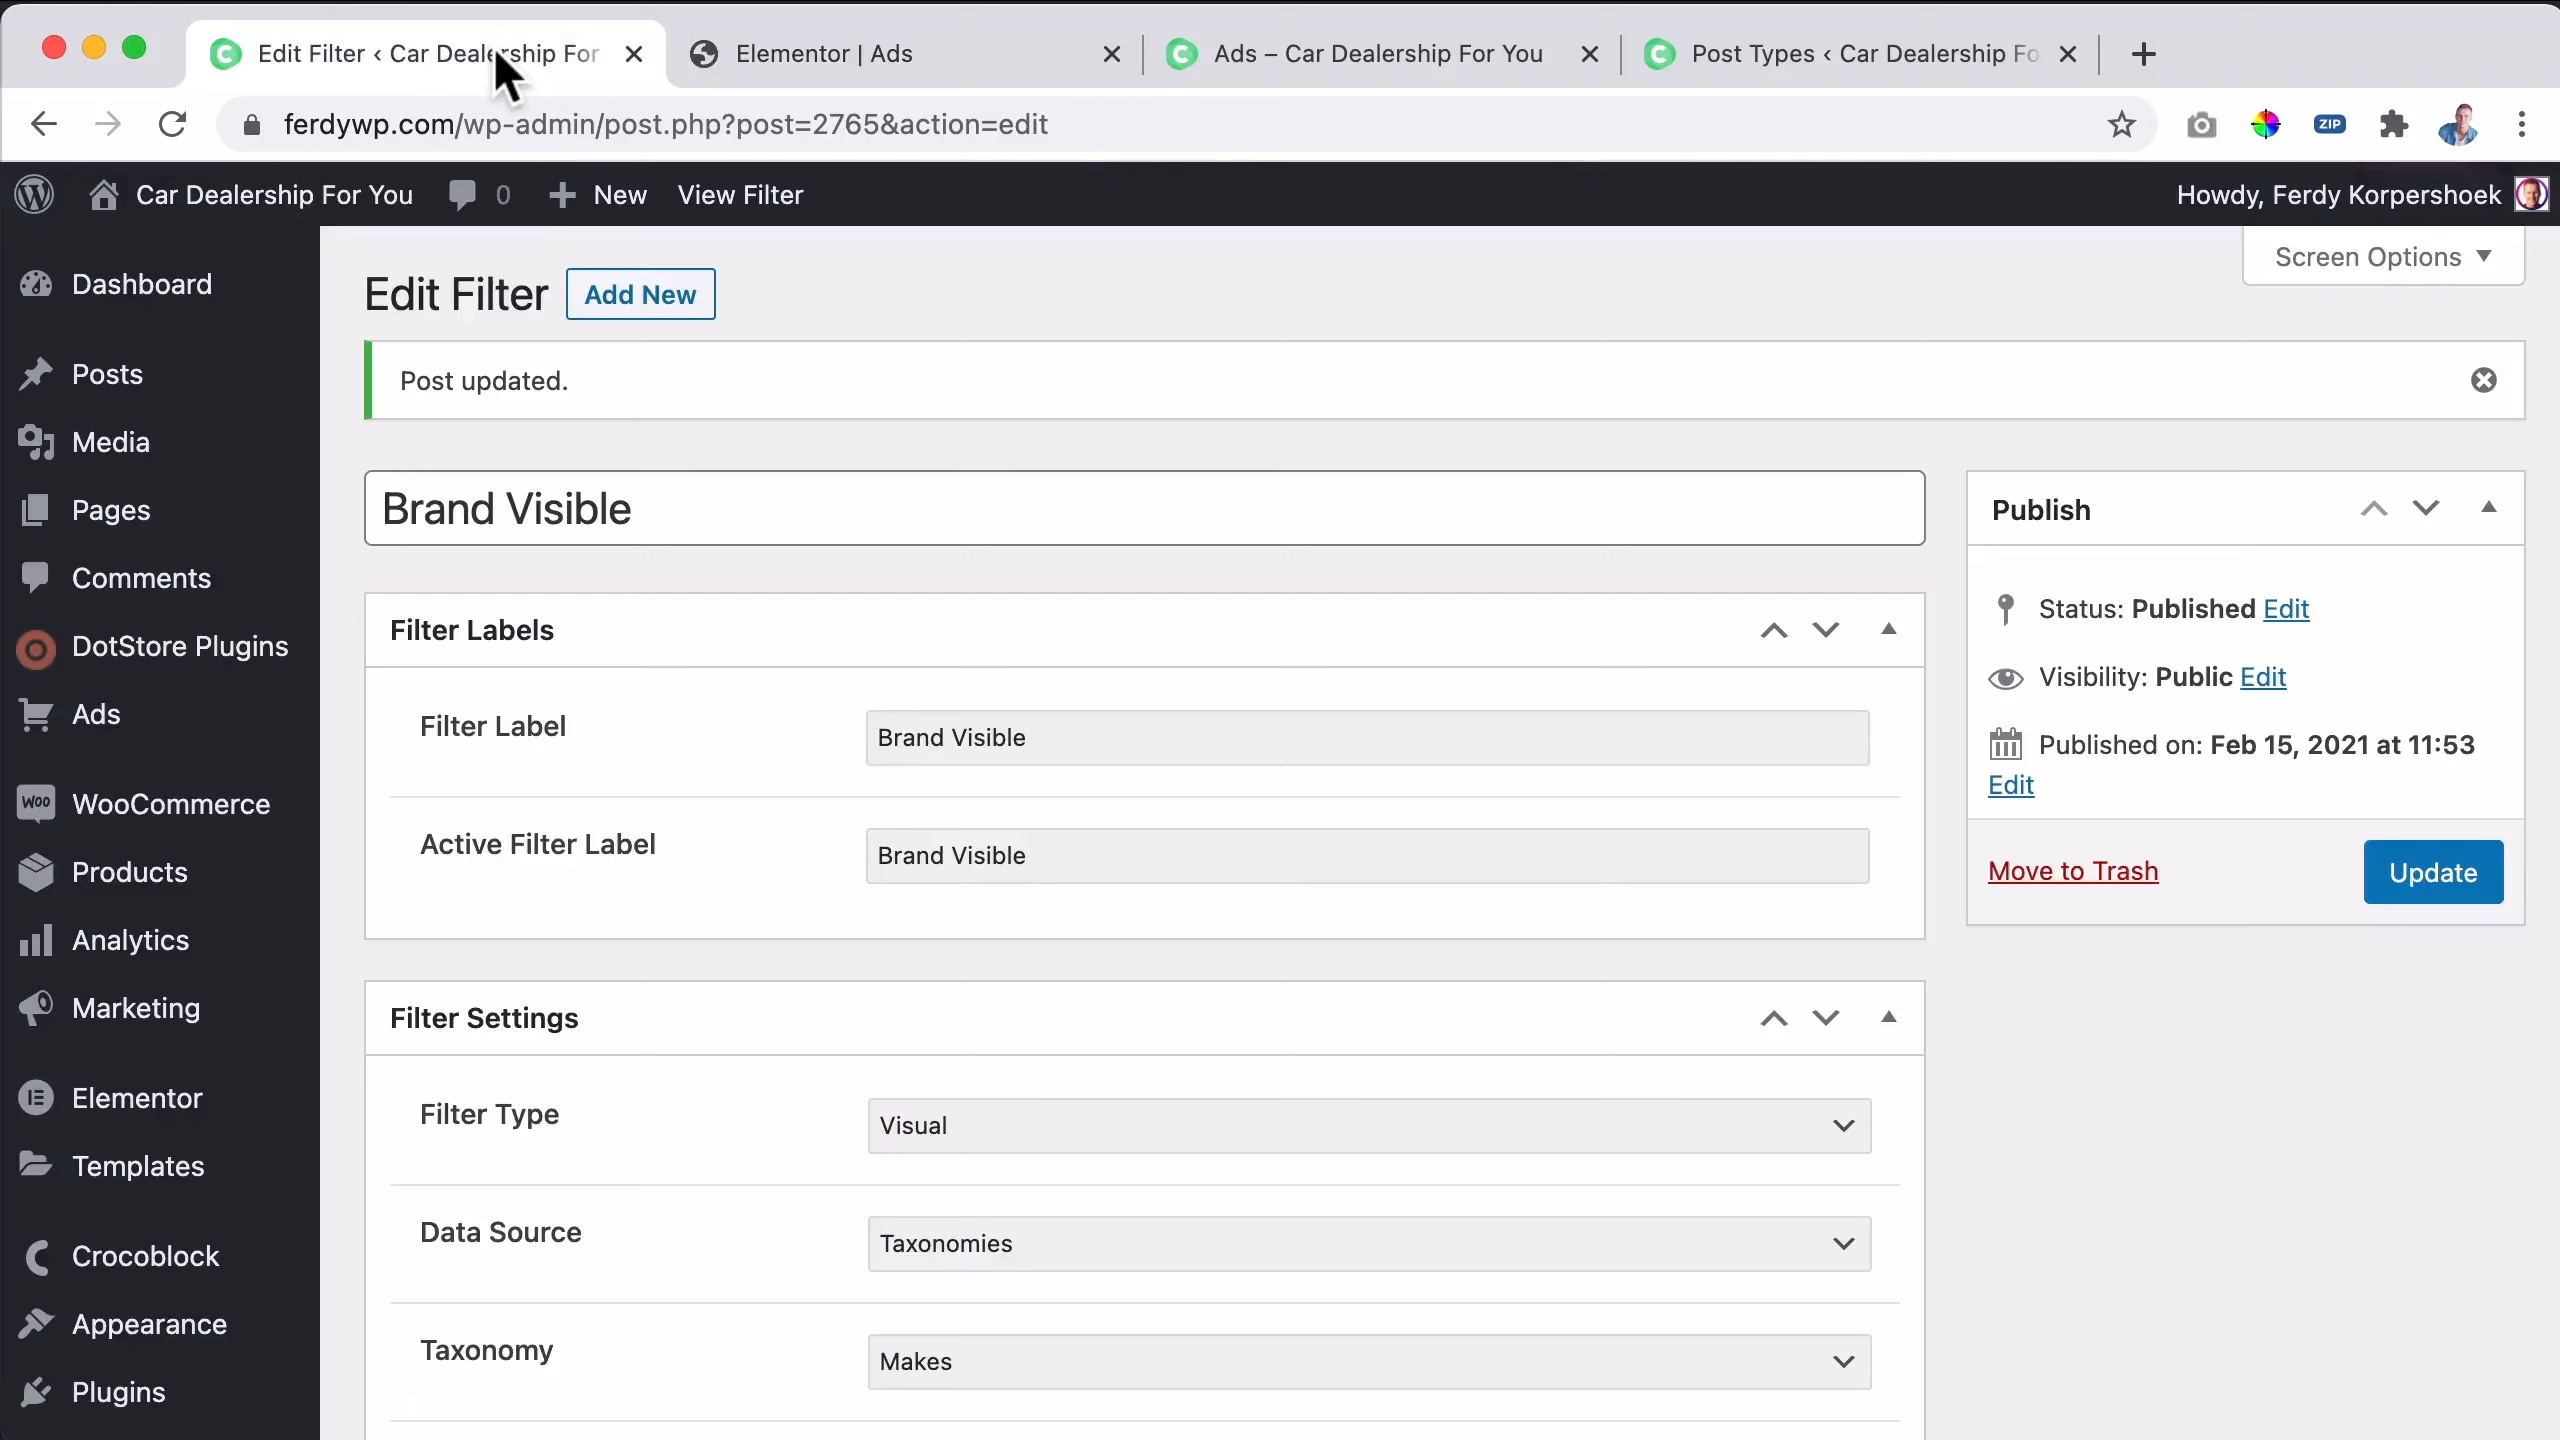 Edit Filter ‹ Car Dealership For
Elementor | Ads
Ads – Car Dealership For You
Post Types ‹ Car Dealership Fo
ferdywp.com/wp-admin/post.php?post=2765&action=edit
ZIP
Car Dealership For You
0
New
View Filter
Howdy, Ferdy Korpershoek
Screen Options
Dashboard
Posts
Media
Pages
Comments
DotStore Plugins
Ads
Woo
WooCommerce
Products
Analytics
Marketing
Elementor
Templates
Crocoblock
Appearance
Plugins
Edit Filter
Add New
Post updated.
Brand Visible
Filter Labels
Filter Label
Brand Visible
Active Filter Label
Brand Visible
Filter Settings
Filter Type
Visual
Data Source
Taxonomies
Taxonomy
Makes
Publish
Status: Published Edit
Visibility: Public Edit
Published on: Feb 15, 2021 at 11:53
Edit
Move to Trash
Update